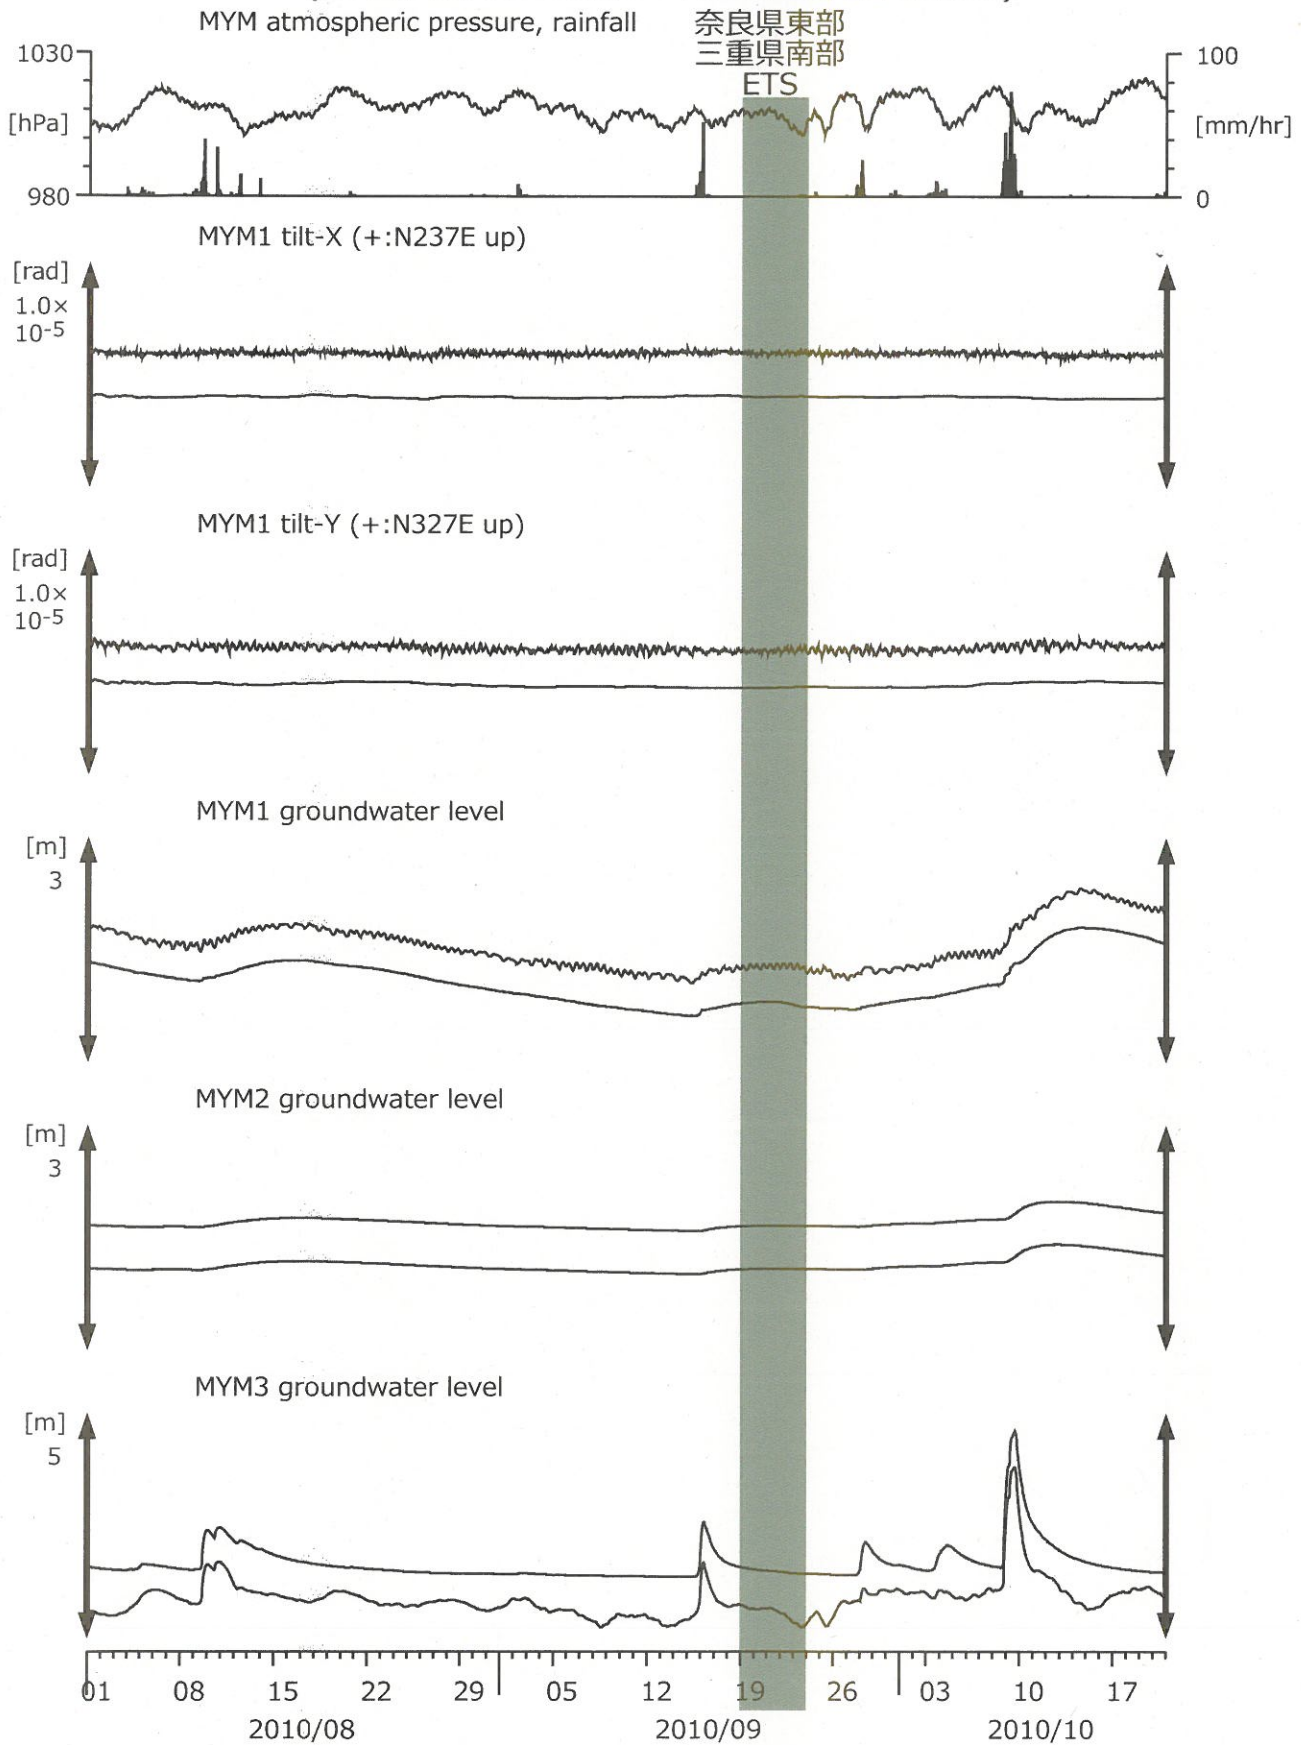 MYM atmospheric pressure, rainfall
奈良県東部
三重県南部
ETS
1030
[hPa]
980
100
[mm/hr]
0
MYM1 tilt-X (+:N237E up)
[rad]
1.0×
10-5
MYM1 tilt-Y (+:N327E up)
[rad]
1.0×
10-5
MYM1 groundwater level
[m]
3
MYM2 groundwater level
[m]
3
MYM3 groundwater level
[m]
5
01 08 15 22 29 05 12 19 26 03 10 17
2010/08 2010/09 2010/10